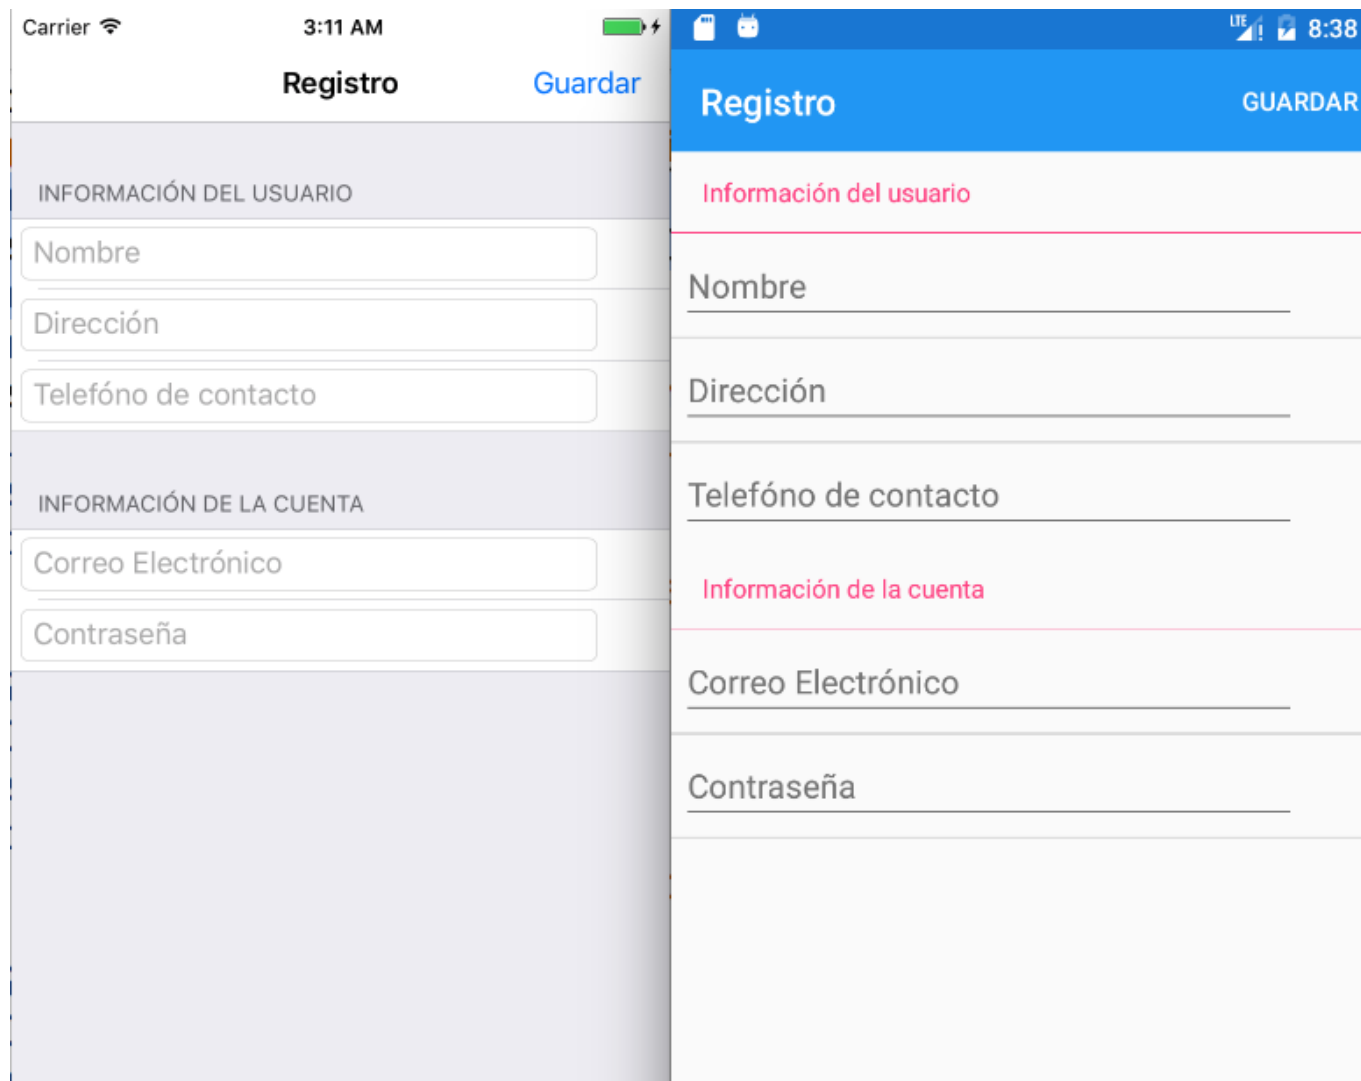 Carrier
3:11 AM
Registro
Guardar
INFORMACIÓN DEL USUARIO
Nombre
Dirección
Telefóno de contacto
INFORMACIÓN DE LA CUENTA
Correo Electrónico
Contraseña
LTE
8:38
Registro
GUARDAR
Información del usuario
Nombre
Dirección
Telefóno de contacto
Información de la cuenta
Correo Electrónico
Contraseña